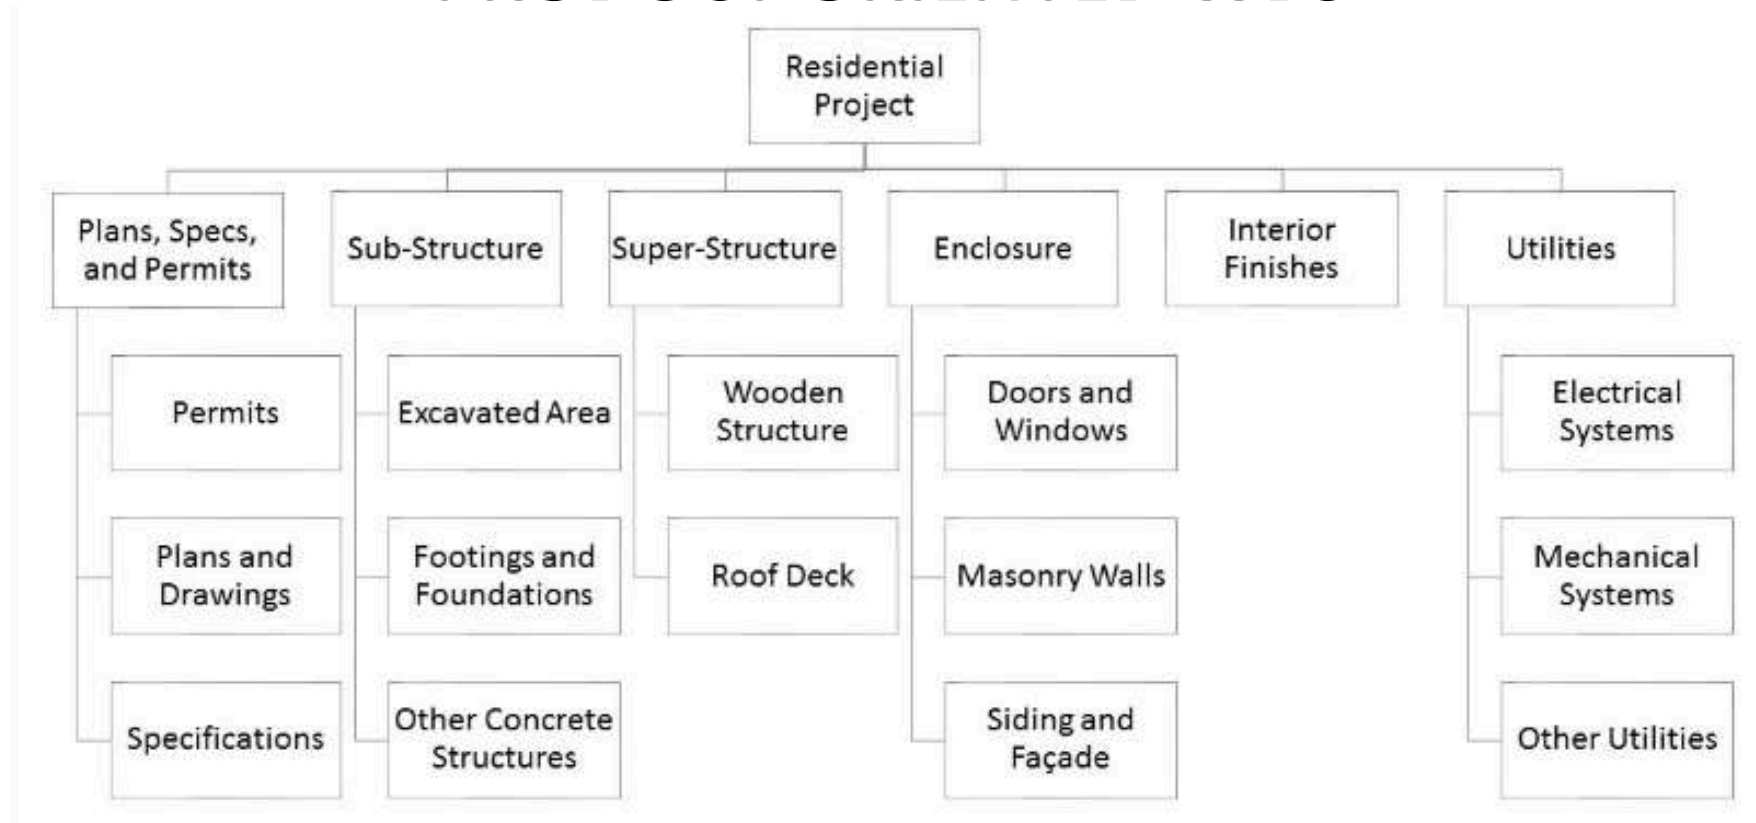 Residential
Project
Plans, Specs,
and Permits
Sub-Structure
Super-Structure
Enclosure
Interior
Finishes
Utilities
Permits
Excavated Area
Wooden
Structure
Doors and
Windows
Electrical
Systems
Plans and
Drawings
Footings and
Foundations
Roof Deck
Masonry Walls
Mechanical
Systems
Specifications
Other Concrete
Structures
Siding and
Façade
Other Utilities